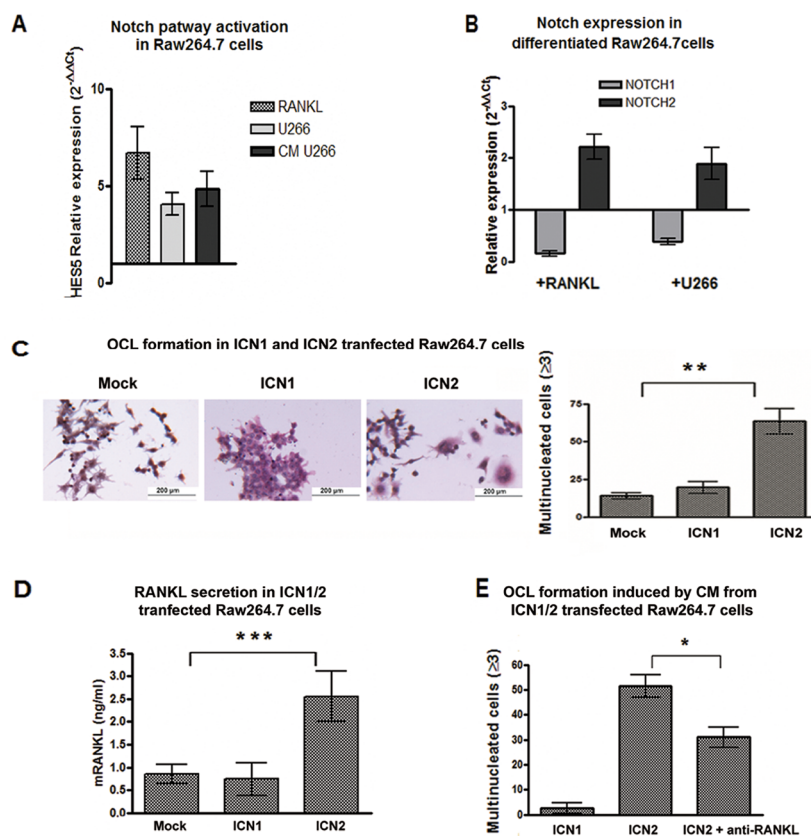 A
Notch patway activation
in Raw264.7 cells
HES5 Relative expression (2^-ΔΔCt)
10
5
0
RANKL
U266
CM U266
B
Notch expression in
differentiated Raw264.7cells
Relative expression (2^-ΔΔCt)
3
2
1
0
NOTCH1
NOTCH2
+RANKL
+U266
C
OCL formation in ICN1 and ICN2 tranfected Raw264.7 cells
Mock
ICN1
ICN2
200 µm
200 µm
200 µm
Multinucleated cells (≥3)
75
50
25
0
**
Mock
ICN1
ICN2
D
RANKL secretion in ICN1/2
tranfected Raw264.7 cells
***
mRANKL (ng/ml)
3.5
3.0
2.5
2.0
1.5
1.0
0.5
0.0
Mock
ICN1
ICN2
E
OCL formation induced by CM from
ICN1/2 transfected Raw264.7 cells
*
Multinucleated cells (≥3)
60
50
40
30
20
10
0
ICN1
ICN2
ICN2 + anti-RANKL